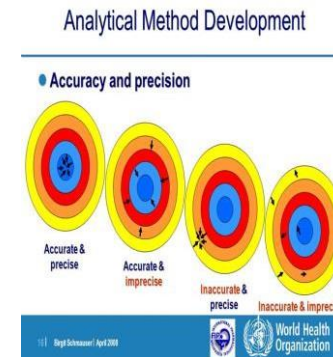 Analytical Method Development
Accuracy and precision
Accurate &
precise
Accurate &
imprecise
Inaccurate &
precise
Inaccurate & imprec
Birgit Schmauser | April 2008
World Health
Organization